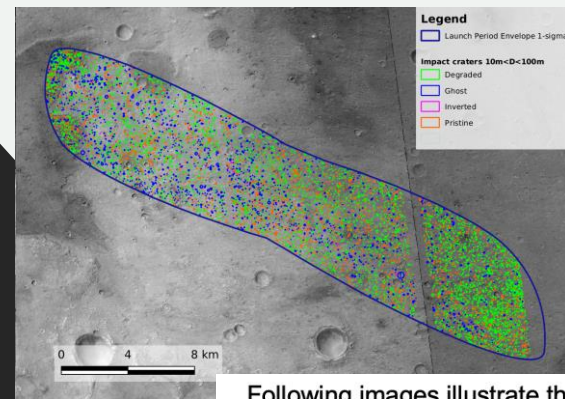 Legend
Launch Period Envelope 1-sigma
Impact craters 10m<D<100m
Degraded
Ghost
Inverted
Pristine
0 4 8 km
Following images illustrate th